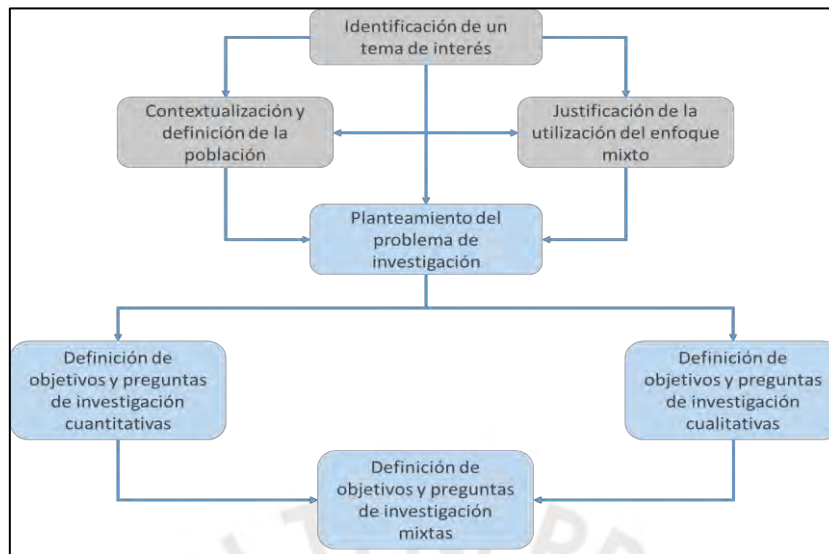 Identificación de un
tema de interés
Contextualización y
definición de la
población
Justificación de la
utilización del enfoque
mixto
Planteamiento del
problema de
investigación
Definición de
objetivos y preguntas
de investigación
cuantitativas
Definición de
objetivos y preguntas
de investigación
cualitativas
Definición de
objetivos y preguntas
de investigación
mixtas